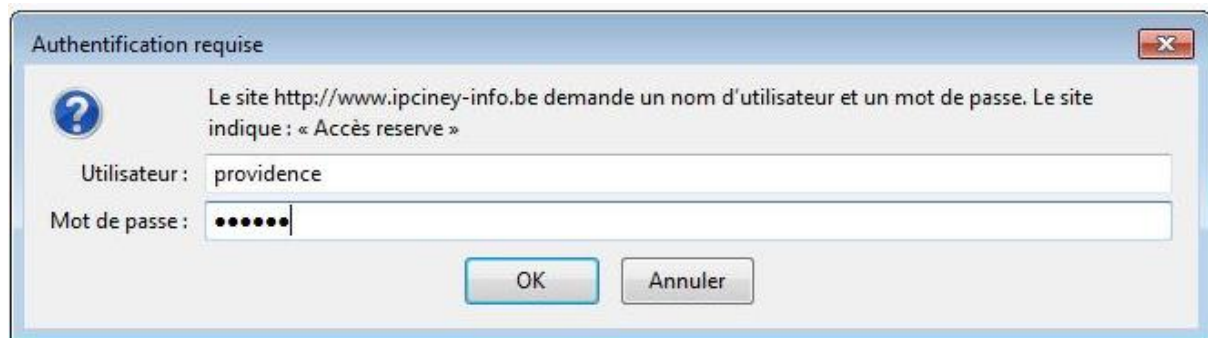 Authentification requise
Le site http://www.ipciney-info.be demande un nom d'utilisateur et un mot de passe. Le site
indique : « Accès reserve »
Utilisateur : providence
Mot de passe : ●●●●●●
OK Annuler